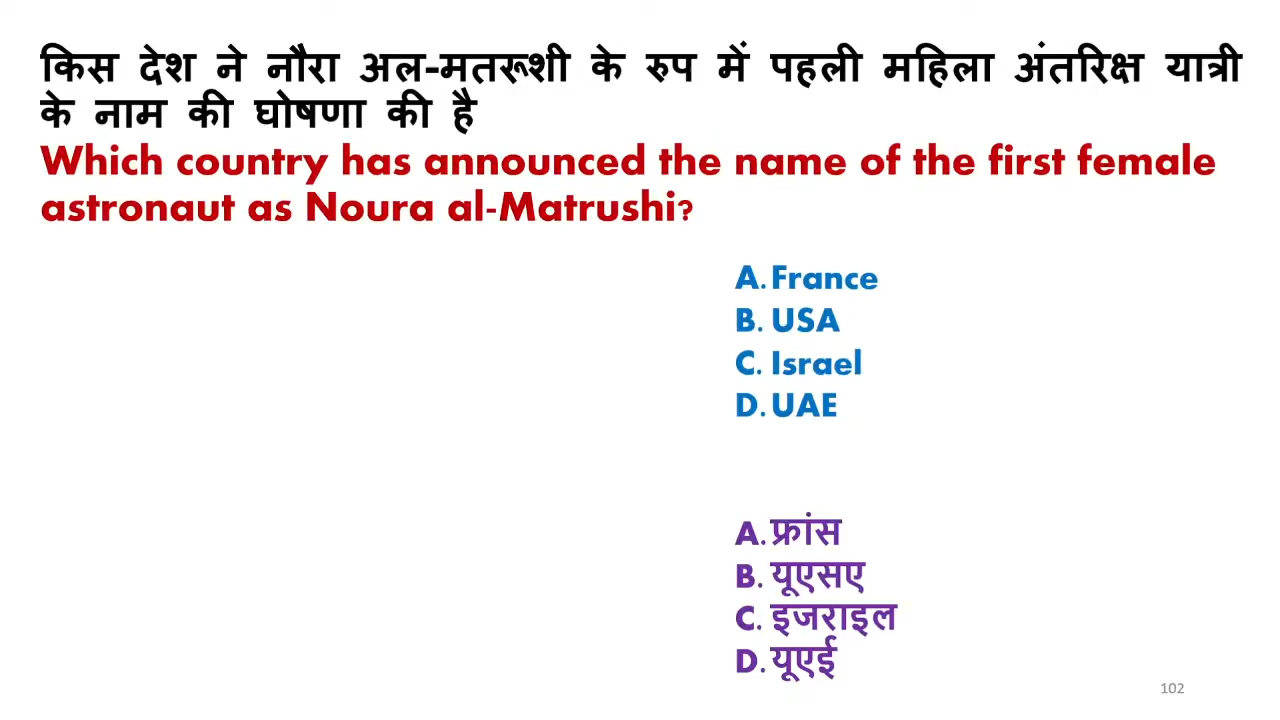 किस देश ने नौरा अल-मतरूशी के रुप में पहली महिला अंतरिक्ष यात्री
के नाम की घोषणा की है
Which country has announced the name of the first female
astronaut as Noura al-Matrushi?
A. France
B. USA
C. Israel
D. UAE
A. फ्रांस
B. यूएसए
C. इजराइल
D. यूएई
102